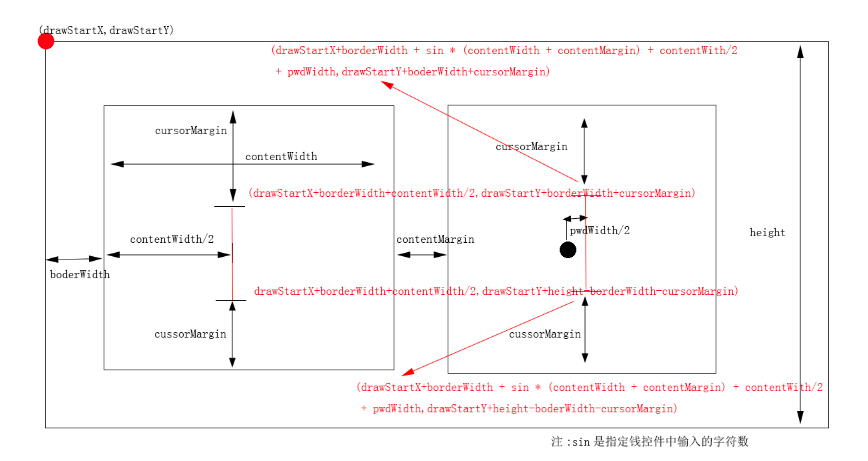 (drawStartX,drawStartY)
(drawStartX+borderWidth + sin * (contentWidth + contentMargin) + contentWith/2
+ pwdWidth,drawStartY+boderWidth+cursorMargin)
cursorMargin
contentWidth
cursorMargin
(drawStartX+borderWidth+contentWidth/2,drawStartY+borderWidth+cursorMargin)
contentWidth/2
contentMargin
pwdWidth/2
height
boderWidth
drawStartX+borderWidth+contentWidth/2,drawStartY+height-borderWidth-cursorMargin)
cussorMargin
cussorMargin
(drawStartX+borderWidth + sin * (contentWidth + contentMargin) + contentWith/2
+ pwdWidth,drawStartY+height-boderWidth-cursorMargin)
注:sin是指定钱控件中输入的字符数